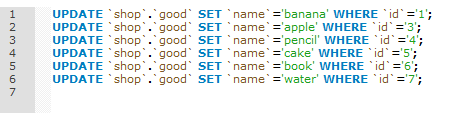 1 UPDATE `shop`.`good` SET `name`='banana' WHERE `id`='1';
2 UPDATE `shop`.`good` SET `name`='apple' WHERE `id`='3';
3 UPDATE `shop`.`good` SET `name`='pencil' WHERE `id`='4';
4 UPDATE `shop`.`good` SET `name`='cake' WHERE `id`='5';
5 UPDATE `shop`.`good` SET `name`='book' WHERE `id`='6';
6 UPDATE `shop`.`good` SET `name`='water' WHERE `id`='7';
7